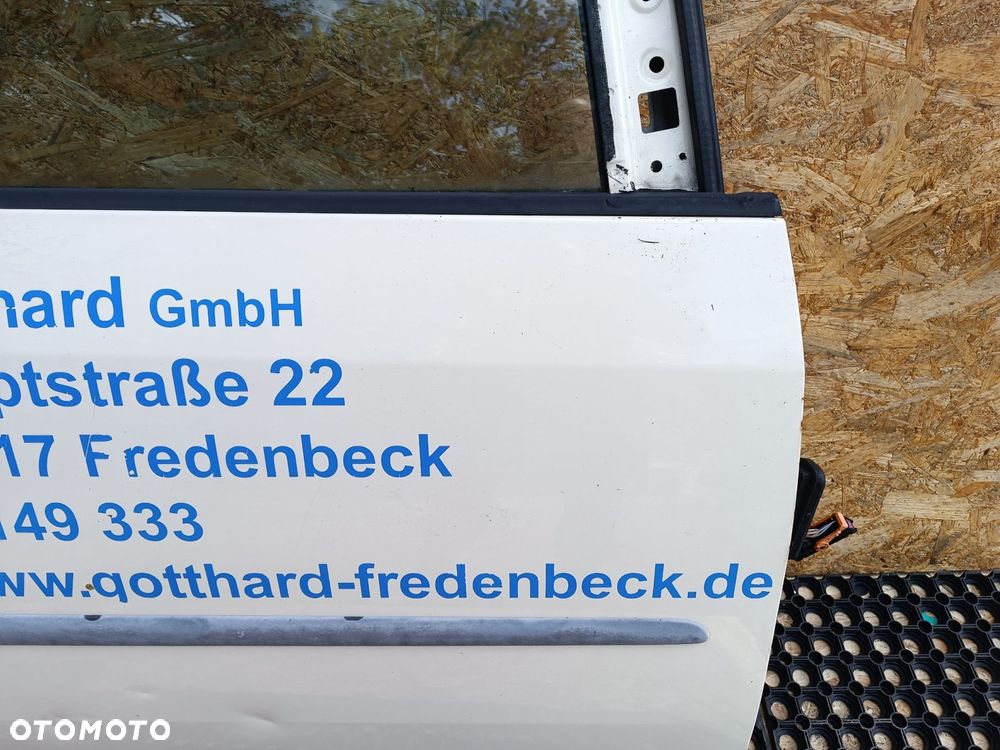 hard GmbH
ptstraße 22
17 Fredenbeck
149 333
ww.gotthard-fredenbeck.de
OTOMOTO